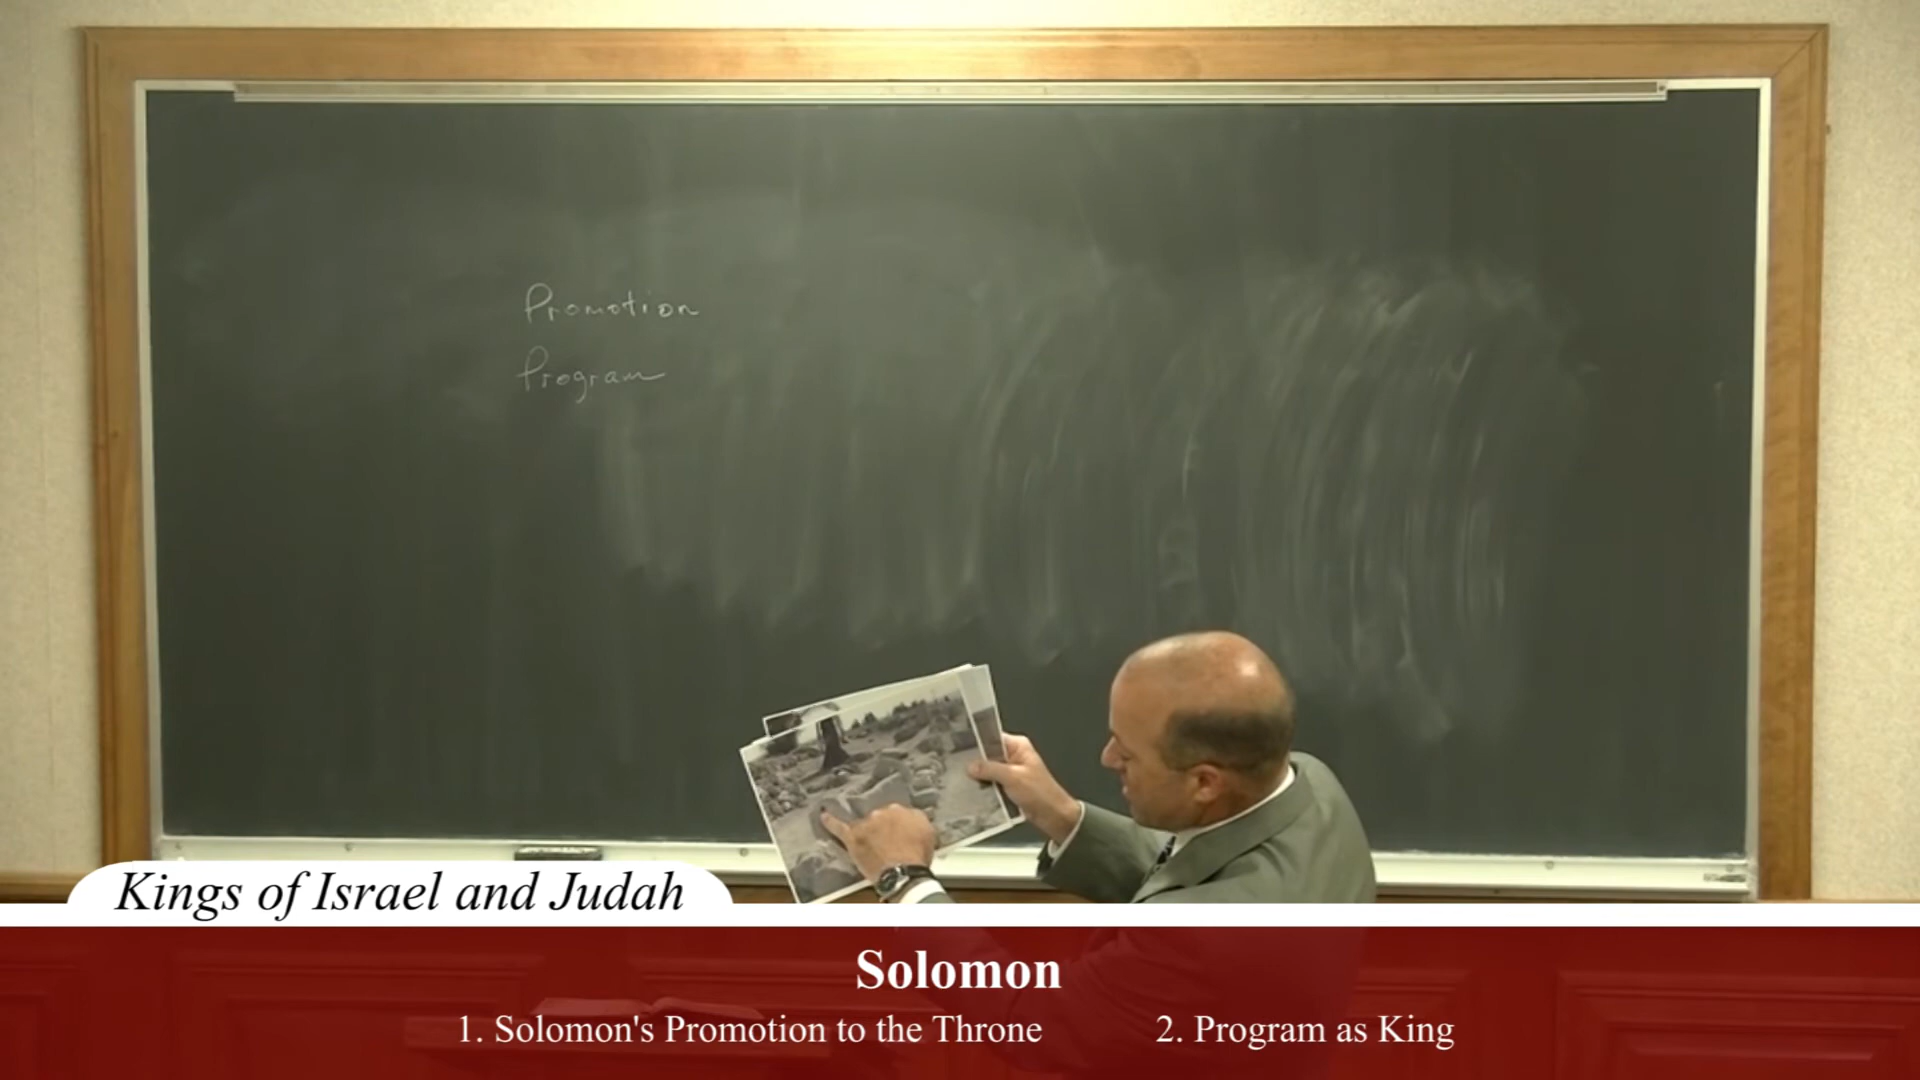 Promotion
Program
Kings of Israel and Judah
Solomon
1. Solomon's Promotion to the Throne 2. Program as King